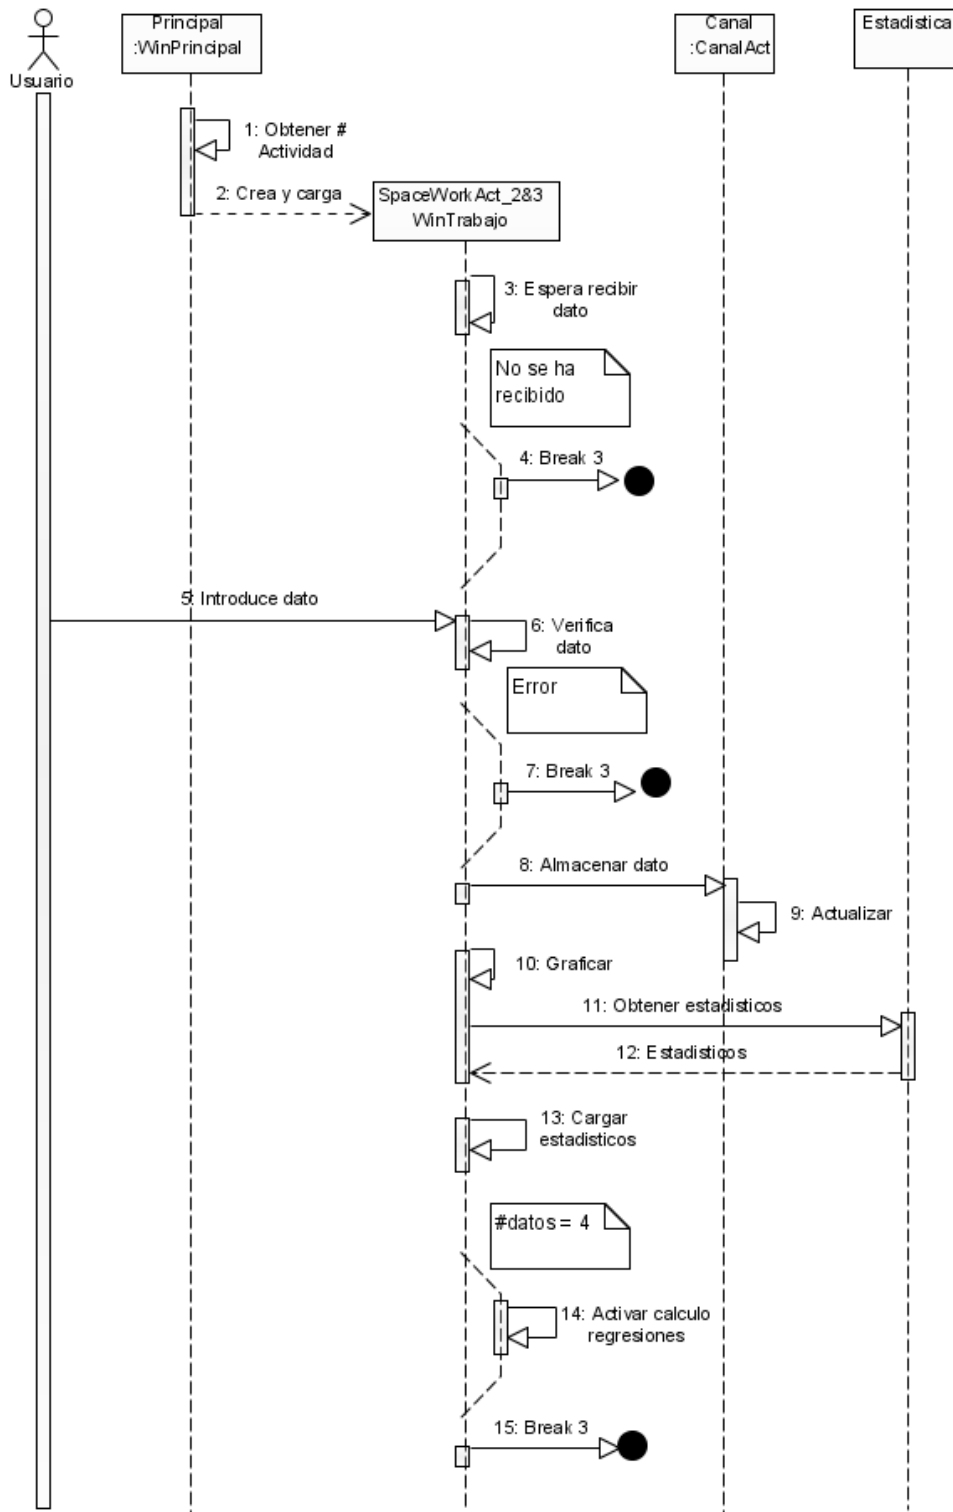 Usuario
Principal
:WinPrincipal
Canal
:CanalAct
Estadistica
1: Obtener #
Actividad
2: Crea y carga
SpaceWorkAct_2&3
WinTrabajo
3: Espera recibir
dato
No se ha
recibido
4: Break 3
5: Introduce dato
6: Verifica
dato
Error
7: Break 3
8: Almacenar dato
9: Actualizar
10: Graficar
11: Obtener estadisticos
12: Estadisticos
13: Cargar
estadisticos
#datos = 4
14: Activar calculo
regresiones
15: Break 3